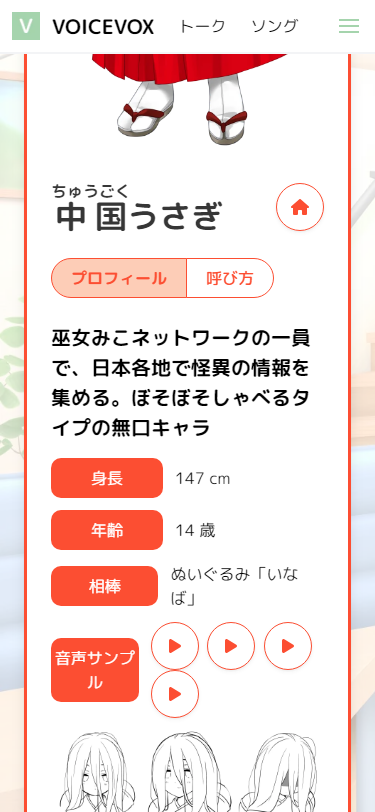 V VOICEVOX トーク ソング
ちゅうごく
中国うさぎ
プロフィール 呼び方
巫女みこネットワークの一員
で、日本各地で怪異の情報を
集める。ぼそぼそしゃべるタ
イプの無口キャラ
身長 147 cm
年齢 14 歳
相棒 ぬいぐるみ「いな
ば」
音声サンプ
ル